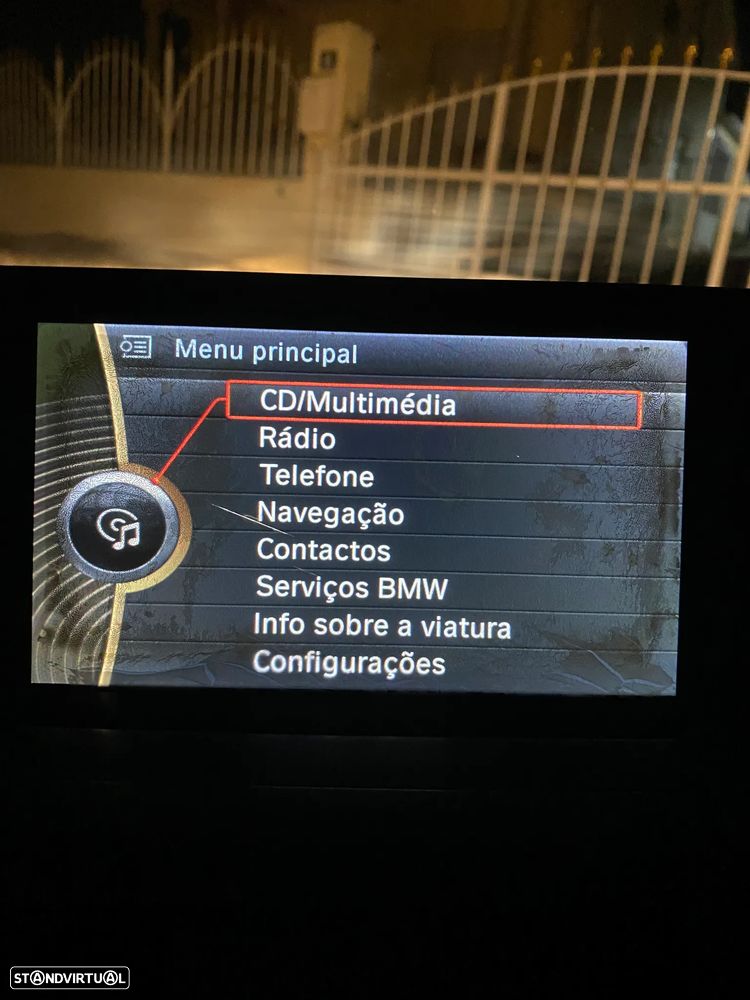 Menu principal
CD/Multimédia
Rádio
Telefone
Navegação
Contactos
Serviços BMW
Info sobre a viatura
Configurações
STANDVIRTUAL